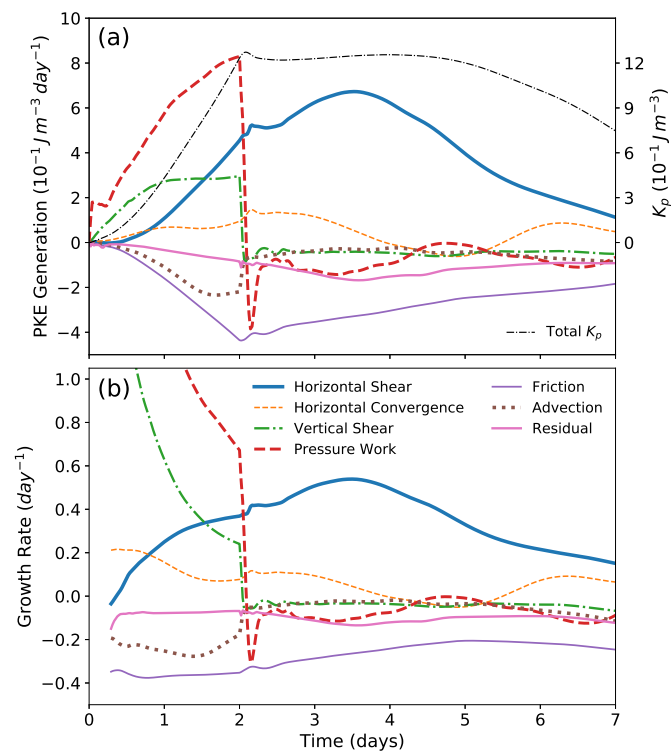 (a)
10
8
6
4
2
0
−2
−4
PKE Generation (10⁻¹ J m⁻³ day⁻¹)
12
9
6
3
0
K_p (10⁻¹ J m⁻³)
Total K_p
(b)
1.0
0.8
0.6
0.4
0.2
0.0
−0.2
−0.4
Growth Rate (day⁻¹)
Horizontal Shear
Horizontal Convergence
Vertical Shear
Pressure Work
Friction
Advection
Residual
0 1 2 3 4 5 6 7
Time (days)